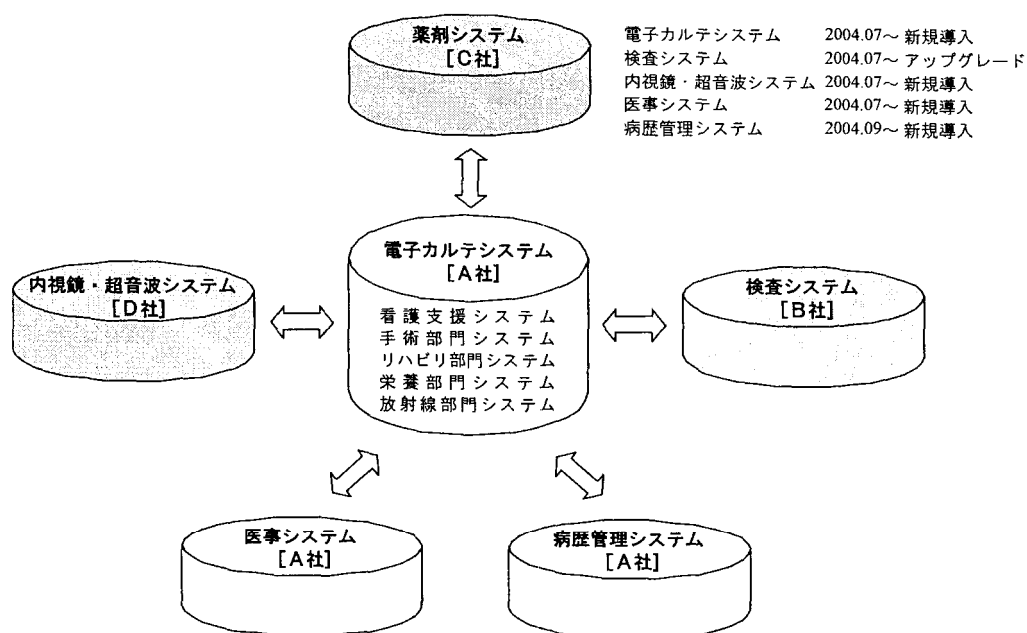 薬剤システム
[C社]
電子カルテシステム 2004.07～ 新規導入
検査システム 2004.07～ アップグレード
内視鏡・超音波システム 2004.07～ 新規導入
医事システム 2004.07～ 新規導入
病歴管理システム 2004.09～ 新規導入
電子カルテシステム
[A社]
看護支援システム
手術部門システム
リハビリ部門システム
栄養部門システム
放射線部門システム
内視鏡・超音波システム
[D社]
検査システム
[B社]
医事システム
[A社]
病歴管理システム
[A社]